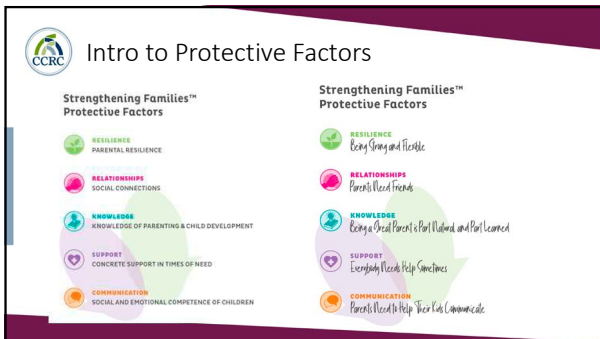 CCRC
Intro to Protective Factors
Strengthening Families™
Protective Factors
RESILIENCE
PARENTAL RESILIENCE
RELATIONSHIPS
SOCIAL CONNECTIONS
KNOWLEDGE
KNOWLEDGE OF PARENTING & CHILD DEVELOPMENT
SUPPORT
CONCRETE SUPPORT IN TIMES OF NEED
COMMUNICATION
SOCIAL AND EMOTIONAL COMPETENCE OF CHILDREN
Strengthening Families™
Protective Factors
RESILIENCE
Being Strong and Flexible
RELATIONSHIPS
Parents Need Friends
KNOWLEDGE
Being a Great Parent is Part Natural and Part Learned
SUPPORT
Everybody Needs Help Sometimes
COMMUNICATION
Parents Need to Help Their Kids Communicate